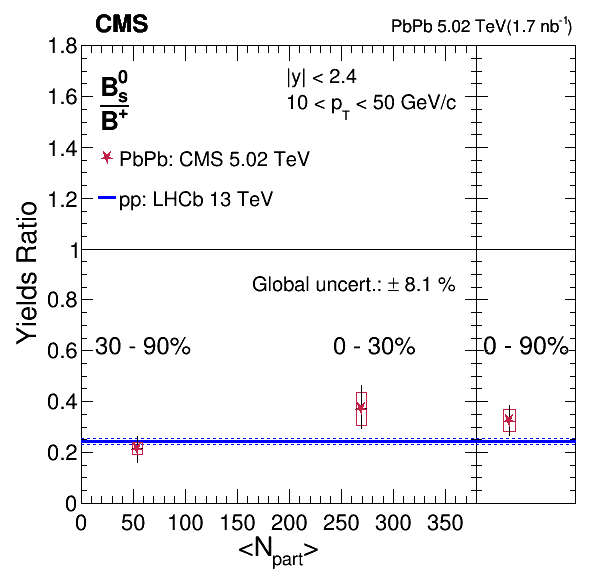 CMS
PbPb 5.02 TeV(1.7 nb⁻¹)
B⁰ₛ / B⁺
|y| < 2.4
10 < p_T < 50 GeV/c
PbPb: CMS 5.02 TeV
pp: LHCb 13 TeV
Global uncert.: ± 8.1 %
30 - 90%
0 - 30%
0 - 90%
Yields Ratio
1.8
1.6
1.4
1.2
1
0.8
0.6
0.4
0.2
0
0 50 100 150 200 250 300 350
<N_part>